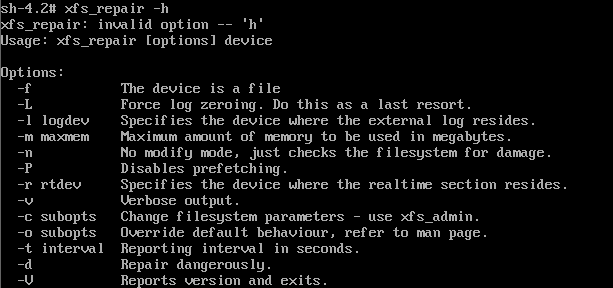 sh-4.2# xfs_repair -h
xfs_repair: invalid option -- 'h'
Usage: xfs_repair [options] device
Options:
-f The device is a file
-L Force log zeroing. Do this as a last resort.
-l logdev Specifies the device where the external log resides.
-m maxmem Maximum amount of memory to be used in megabytes.
-n No modify mode, just checks the filesystem for damage.
-P Disables prefetching.
-r rtdev Specifies the device where the realtime section resides.
-v Verbose output.
-c subopts Change filesystem parameters - use xfs_admin.
-o subopts Override default behaviour, refer to man page.
-t interval Reporting interval in seconds.
-d Repair dangerously.
-V Reports version and exits.